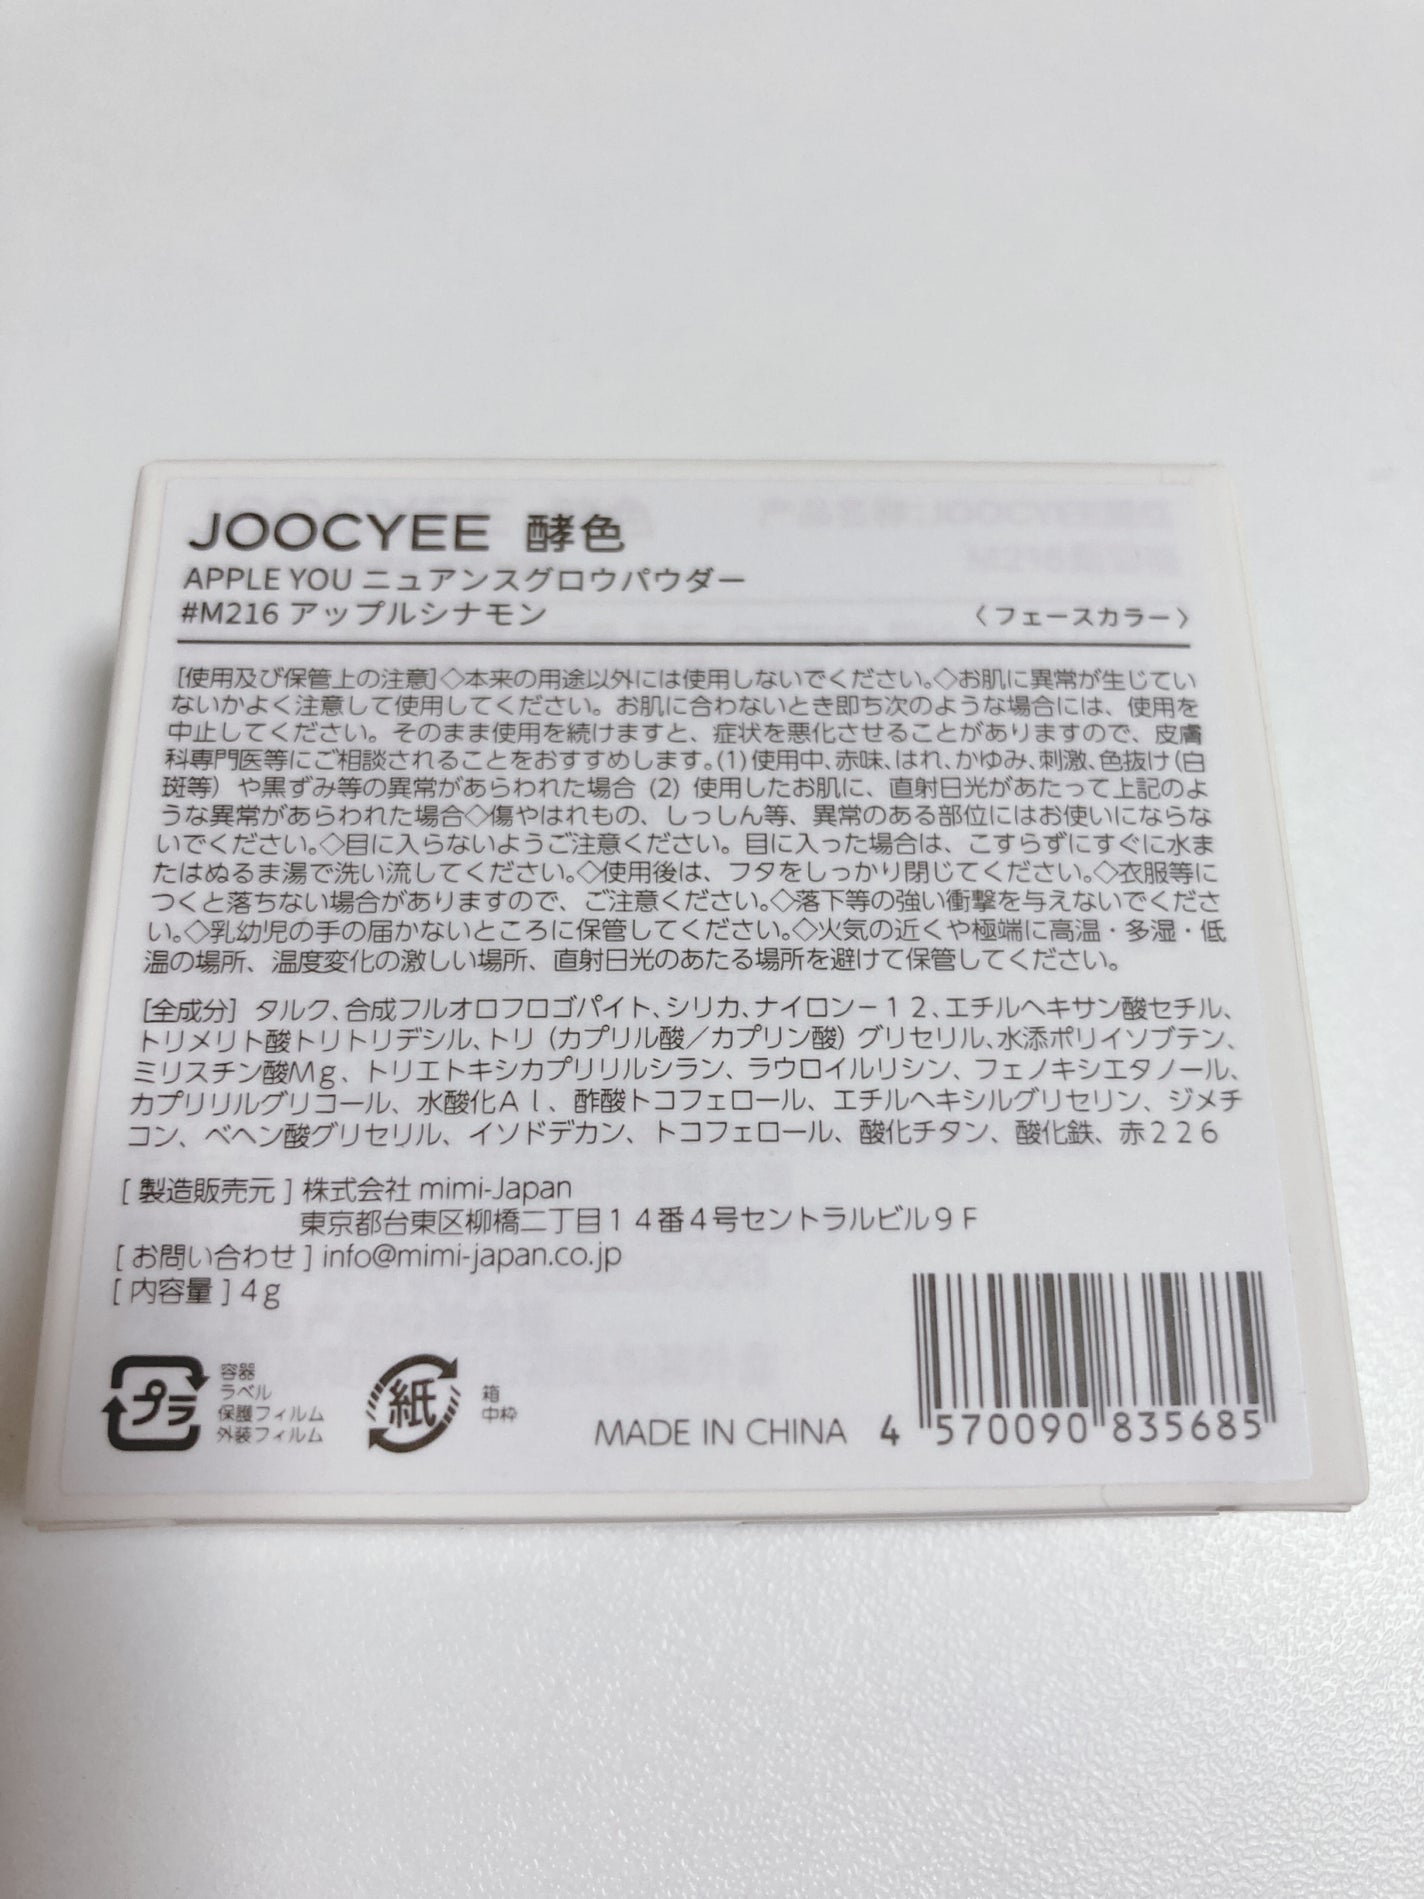 JOOCYEE 酵色
APPLE YOU ニュアンスグロウパウダー
#M216 アップルシナモン 〈フェースカラー〉
[使用及び保管上の注意]◇本来の用途以外には使用しないでください。◇お肌に異常が生じてい
ないかよく注意して使用してください。お肌に合わないとき即ち次のような場合には、使用を
中止してください。そのまま使用を続けますと、症状を悪化させることがありますので、皮膚
科専門医等にご相談されることをおすすめします。(1)使用中、赤味、はれ、かゆみ、刺激、色抜け(白
斑等) や黒ずみ等の異常があらわれた場合 (2) 使用したお肌に、直射日光があたって上記のよ
うな異常があらわれた場合◇傷やはれもの、しっしん等、異常のある部位にはお使いにならな
いでください。◇目に入らないようご注意ください。目に入った場合は、こすらずにすぐに水ま
たはぬるま湯で洗い流してください。◇使用後は、フタをしっかり閉じてください。◇衣服等に
つくと落ちない場合がありますので、ご注意ください。◇落下等の強い衝撃を与えないでくださ
い。◇乳幼児の手の届かないところに保管してください。◇火気の近くや極端に高温・多湿・低
温の場所、温度変化の激しい場所、直射日光のあたる場所を避けて保管してください。
[全成分] タルク、合成フルオロフロゴパイト、シリカ、ナイロン－１２、エチルヘキサン酸セチル、
トリメリト酸トリトリデシル、トリ (カプリル酸／カプリン酸) グリセリル、水添ポリイソブテン、
ミリスチン酸Ｍｇ、トリエトキシカプリリルシラン、ラウロイルリシン、フェノキシエタノール、
カプリリルグリコール、水酸化Ａｌ、酢酸トコフェロール、エチルヘキシルグリセリン、ジメチ
コン、ベヘン酸グリセリル、イソドデカン、トコフェロール、酸化チタン、酸化鉄、赤２２６
[ 製造販売元 ] 株式会社 mimi-Japan
東京都台東区柳橋二丁目１４番４号セントラルビル９Ｆ
[ お問い合わせ ] info@mimi-japan.co.jp
[ 内容量 ] 4g
プラ
容器
ラベル
保護フィルム
外装フィルム
紙
箱
中枠
MADE IN CHINA
4 570090 835685